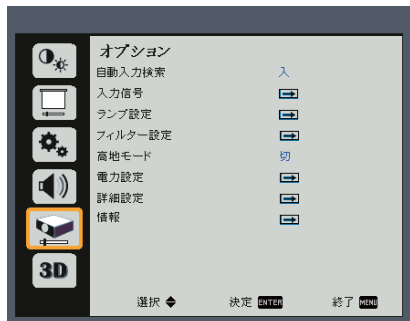 オプション
自動入力検索 入
入力信号
ランプ設定
フィルター設定
高地モード 切
電力設定
詳細設定
情報
3D
選択 決定 ENTER 終了 MENU